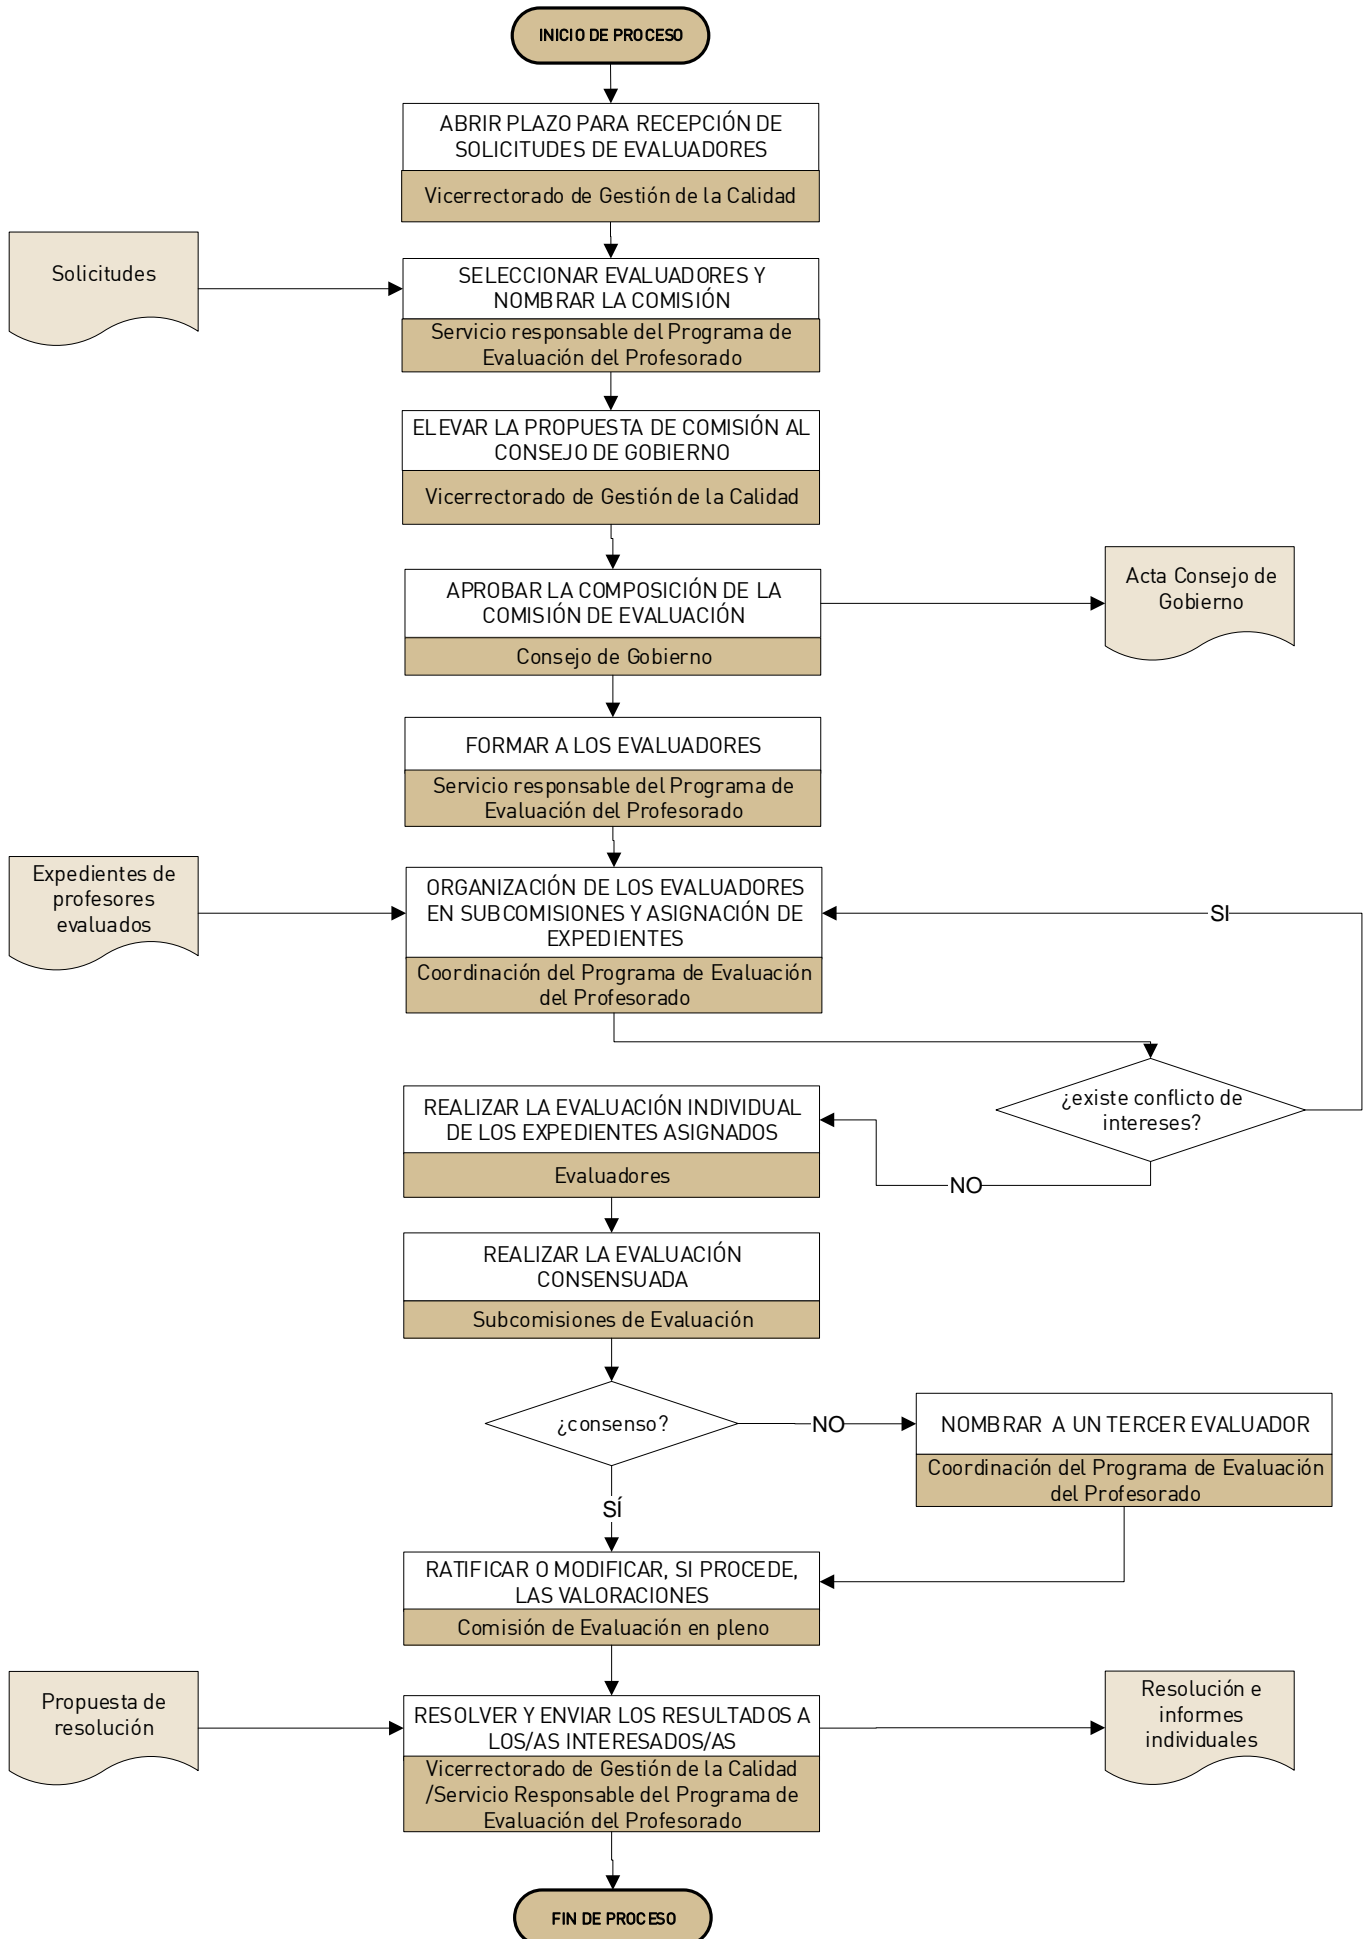 INICIO DE PROCESO
ABRIR PLAZO PARA RECEPCIÓN DE
SOLICITUDES DE EVALUADORES
Vicerrectorado de Gestión de la Calidad
Solicitudes
SELECCIONAR EVALUADORES Y
NOMBRAR LA COMISIÓN
Servicio responsable del Programa de
Evaluación del Profesorado
ELEVAR LA PROPUESTA DE COMISIÓN AL
CONSEJO DE GOBIERNO
Vicerrectorado de Gestión de la Calidad
APROBAR LA COMPOSICIÓN DE LA
COMISIÓN DE EVALUACIÓN
Consejo de Gobierno
Acta Consejo de
Gobierno
FORMAR A LOS EVALUADORES
Servicio responsable del Programa de
Evaluación del Profesorado
Expedientes de
profesores
evaluados
ORGANIZACIÓN DE LOS EVALUADORES
EN SUBCOMISIONES Y ASIGNACIÓN DE
EXPEDIENTES
Coordinación del Programa de Evaluación
del Profesorado
SI
¿existe conflicto de
intereses?
NO
REALIZAR LA EVALUACIÓN INDIVIDUAL
DE LOS EXPEDIENTES ASIGNADOS
Evaluadores
REALIZAR LA EVALUACIÓN
CONSENSUADA
Subcomisiones de Evaluación
¿consenso?
NO
NOMBRAR A UN TERCER EVALUADOR
Coordinación del Programa de Evaluación
del Profesorado
SÍ
RATIFICAR O MODIFICAR, SI PROCEDE,
LAS VALORACIONES
Comisión de Evaluación en pleno
Propuesta de
resolución
RESOLVER Y ENVIAR LOS RESULTADOS A
LOS/AS INTERESADOS/AS
Vicerrectorado de Gestión de la Calidad
/Servicio Responsable del Programa de
Evaluación del Profesorado
Resolución e
informes
individuales
FIN DE PROCESO